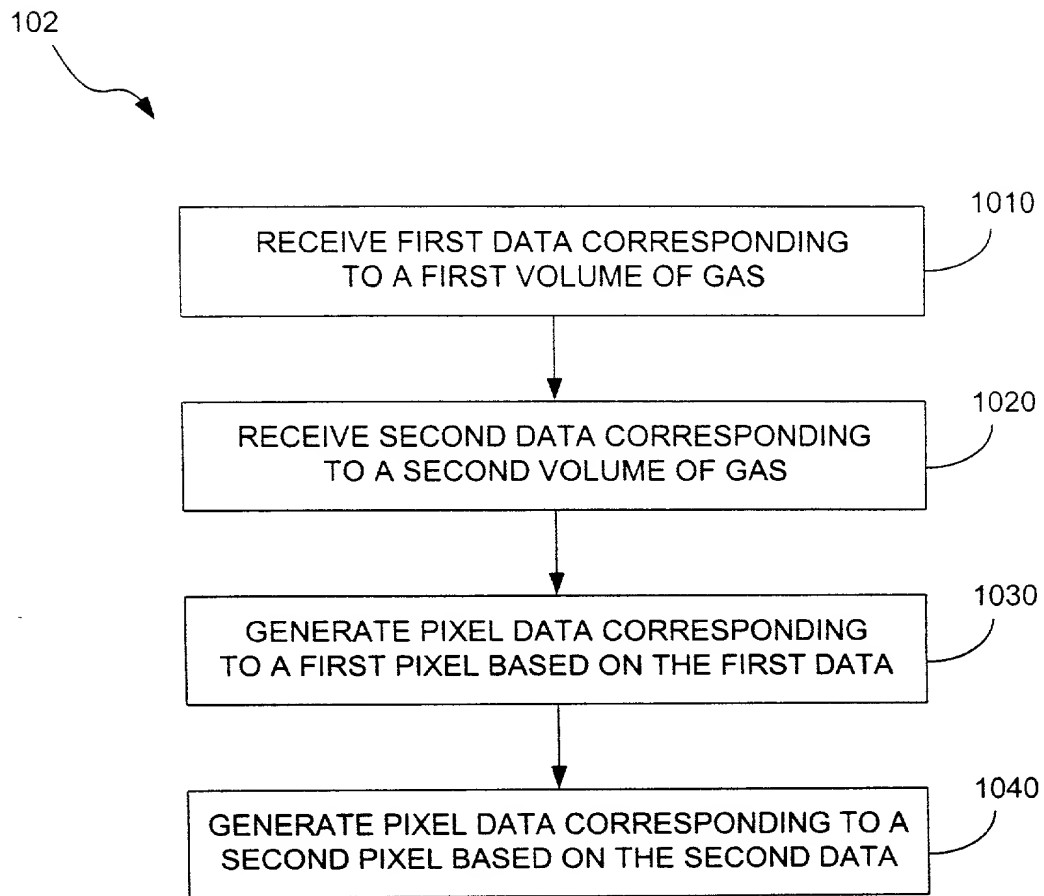 102
1010
RECEIVE FIRST DATA CORRESPONDING
TO A FIRST VOLUME OF GAS
1020
RECEIVE SECOND DATA CORRESPONDING
TO A SECOND VOLUME OF GAS
1030
GENERATE PIXEL DATA CORRESPONDING
TO A FIRST PIXEL BASED ON THE FIRST DATA
1040
GENERATE PIXEL DATA CORRESPONDING TO A
SECOND PIXEL BASED ON THE SECOND DATA